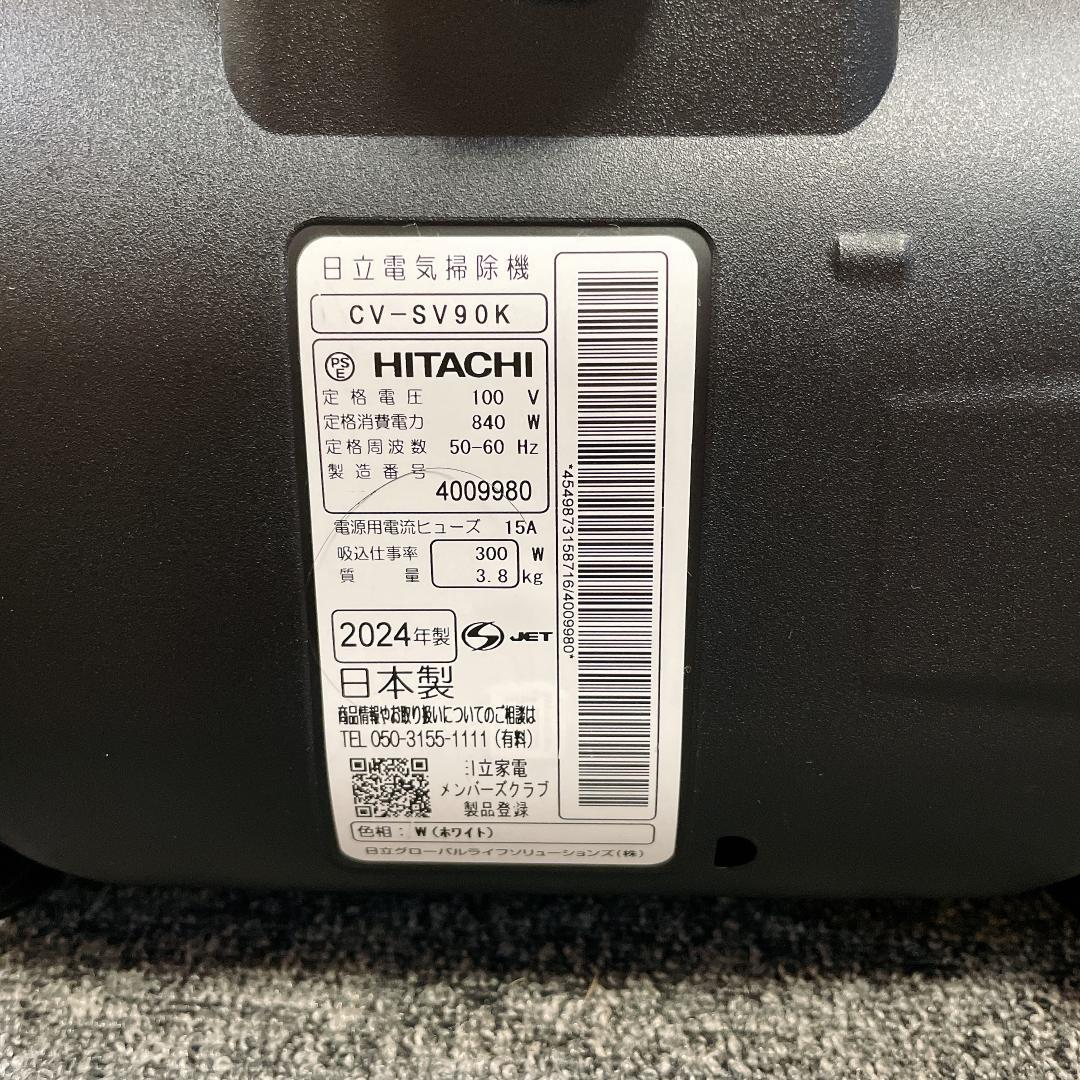 日立電気掃除機
CV-SV90K
PS E HITACHI
定格電圧 100 V
定格消費電力 840 W
定格周波数 50-60 Hz
製造番号
4009980
電源用電流ヒューズ 15A
吸込仕事率 300 W
質量 3.8 kg
2024年製 S JET
日本製
商品情報やお取り扱いについてのご相談は
TEL 050-3155-1111 (有料)
日立家電
メンバーズクラブ
製品登録
色相: W(ホワイト)
日立グローバルライフソリューションズ(株)
*4549873158716/4009980*